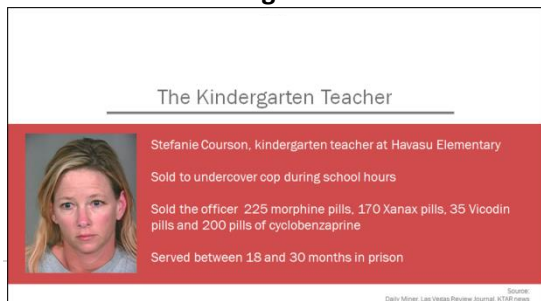 The Kindergarten Teacher
Stefanie Courson, kindergarten teacher at Havasu Elementary
Sold to undercover cop during school hours
Sold the officer 225 morphine pills, 170 Xanax pills, 35 Vicodin
pills and 200 pills of cyclobenzaprine
Served between 18 and 30 months in prison
Source:
Daily Miner, Las Vegas Review Journal, KTAR news